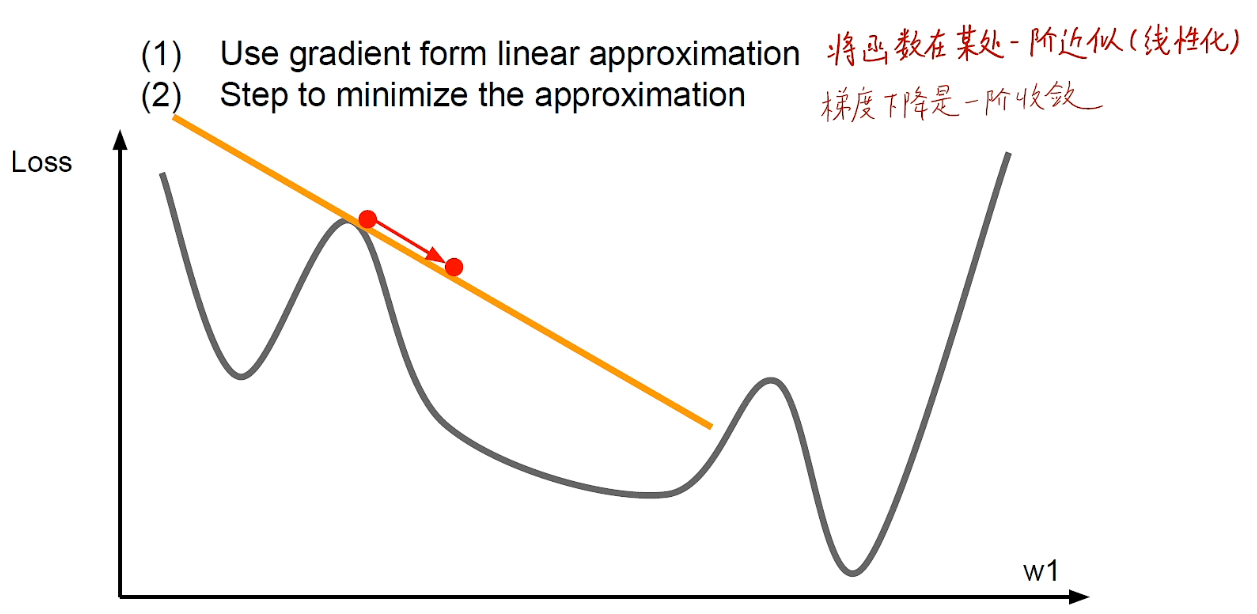 (1) Use gradient form linear approximation 将函数在某处一阶近似(线性化)
(2) Step to minimize the approximation 梯度下降是一阶收敛
Loss
w1